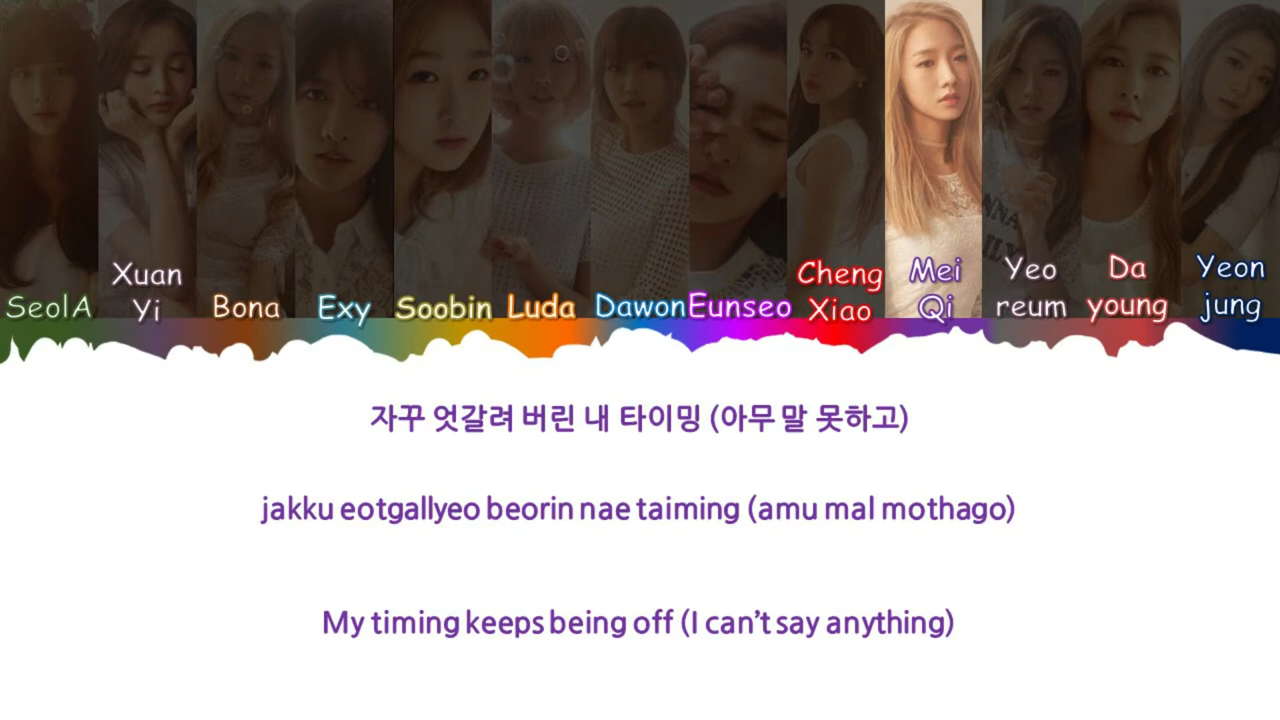 SeolA
Xuan
Yi
Bona
Exy
Soobin
Luda
Dawon
Eunseo
Cheng
Xiao
Mei
Qi
Yeo
reum
Da
young
Yeon
jung
자꾸 엇갈려 버린 내 타이밍 (아무 말 못하고)
jakku eotgallyeo beorin nae taiming (amu mal mothago)
My timing keeps being off (I can't say anything)